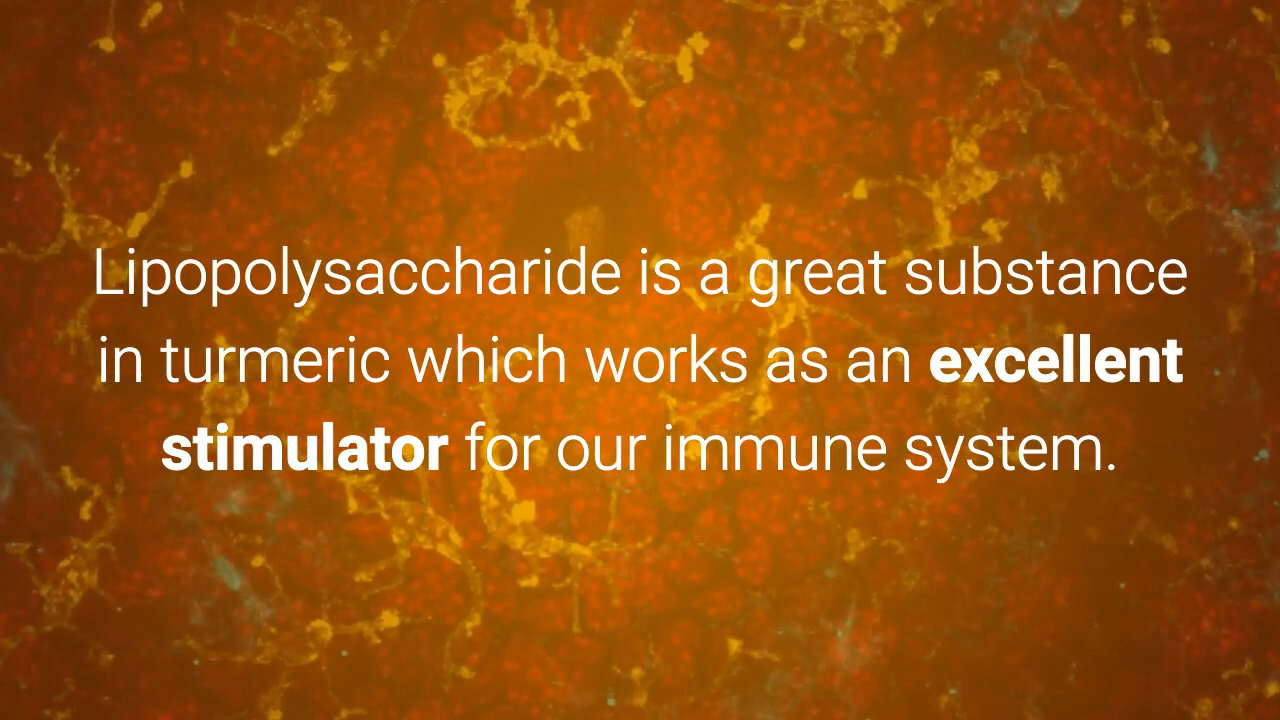 Lipopolysaccharide is a great substance
in turmeric which works as an excellent
stimulator for our immune system.